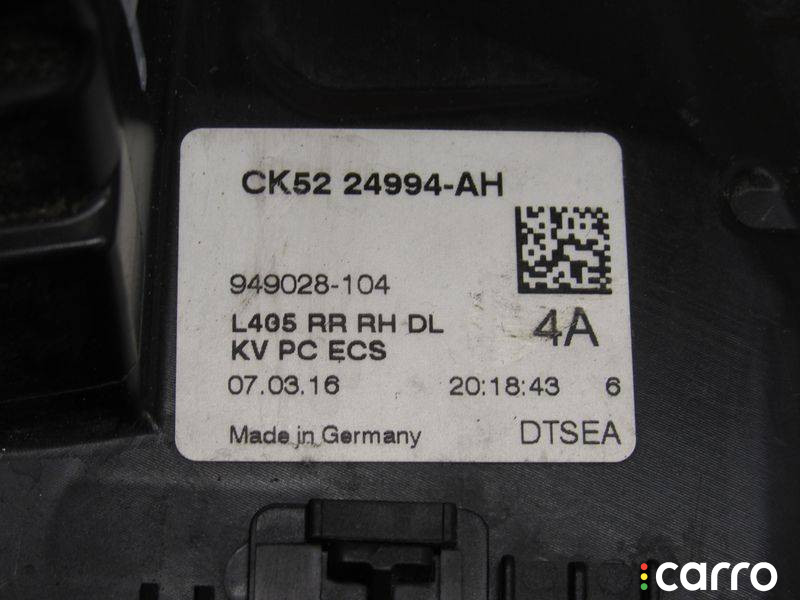 CK52 24994-AH
949028-104
4A
L405 RR RH DL
KV PC ECS
07.03.16 20:18:43 6
Made in Germany DTSEA
carro